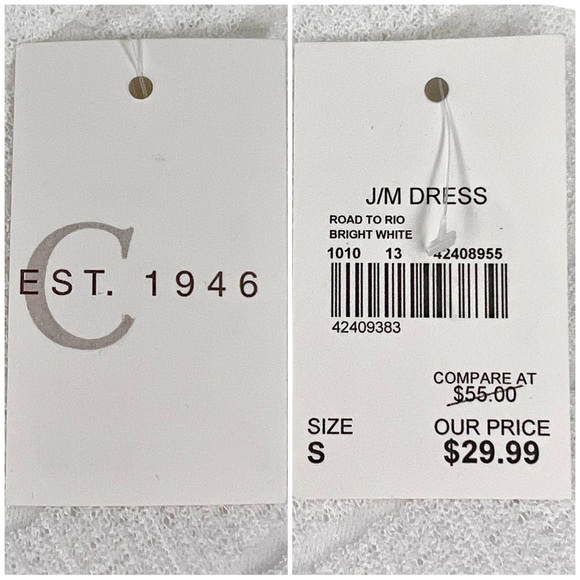 C
EST. 1946
J/M DRESS
ROAD TO RIO
BRIGHT WHITE
1010 13 42408955
42409383
COMPARE AT
$55.00
SIZE OUR PRICE
S $29.99